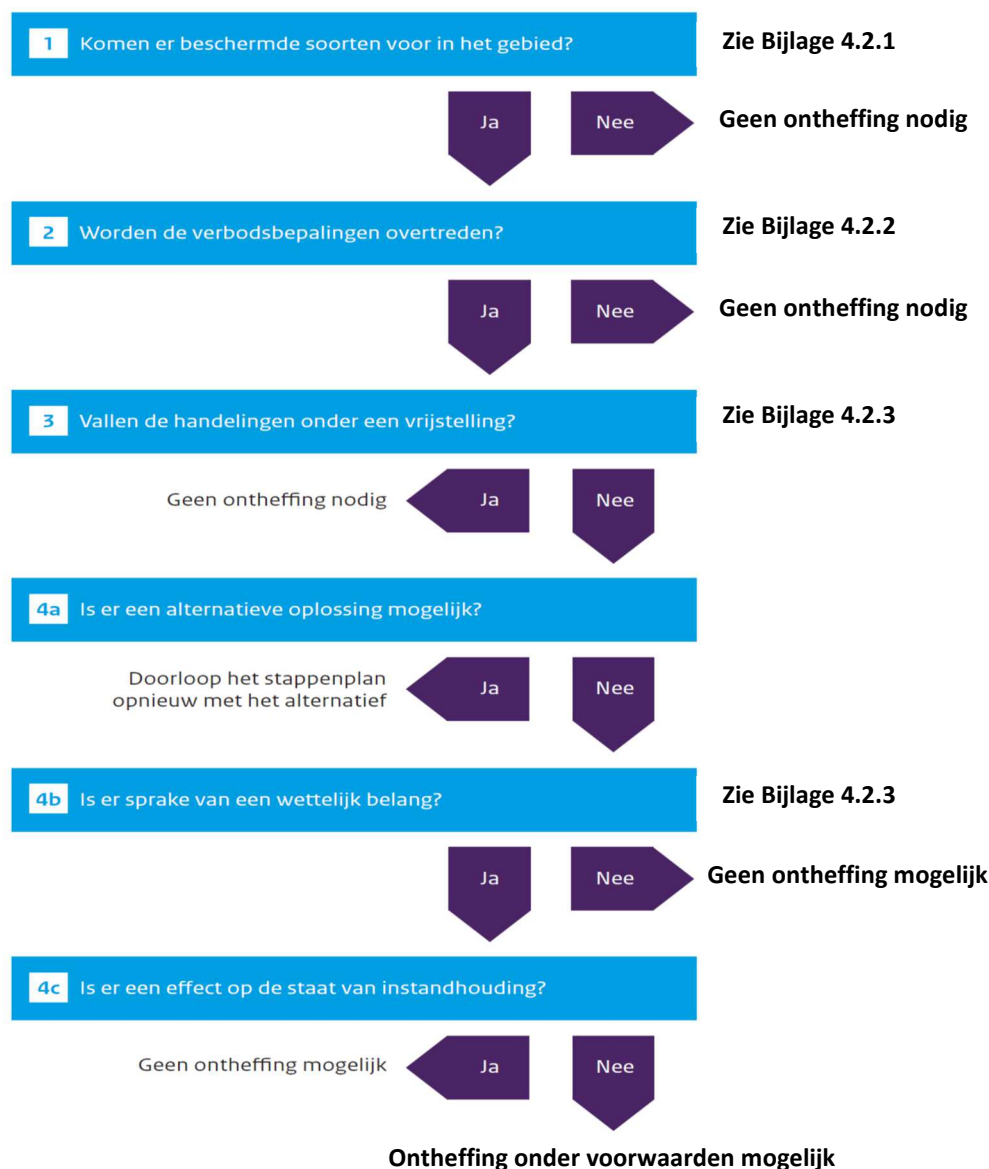 1 Komen er beschermde soorten voor in het gebied? Zie Bijlage 4.2.1
Ja Nee Geen ontheffing nodig
2 Worden de verbodsbepalingen overtreden? Zie Bijlage 4.2.2
Ja Nee Geen ontheffing nodig
3 Vallen de handelingen onder een vrijstelling? Zie Bijlage 4.2.3
Geen ontheffing nodig Ja Nee
4a Is er een alternatieve oplossing mogelijk?
Doorloop het stappenplan
opnieuw met het alternatief Ja Nee
4b Is er sprake van een wettelijk belang? Zie Bijlage 4.2.3
Ja Nee Geen ontheffing mogelijk
4c Is er een effect op de staat van instandhouding?
Geen ontheffing mogelijk Ja Nee
Ontheffing onder voorwaarden mogelijk